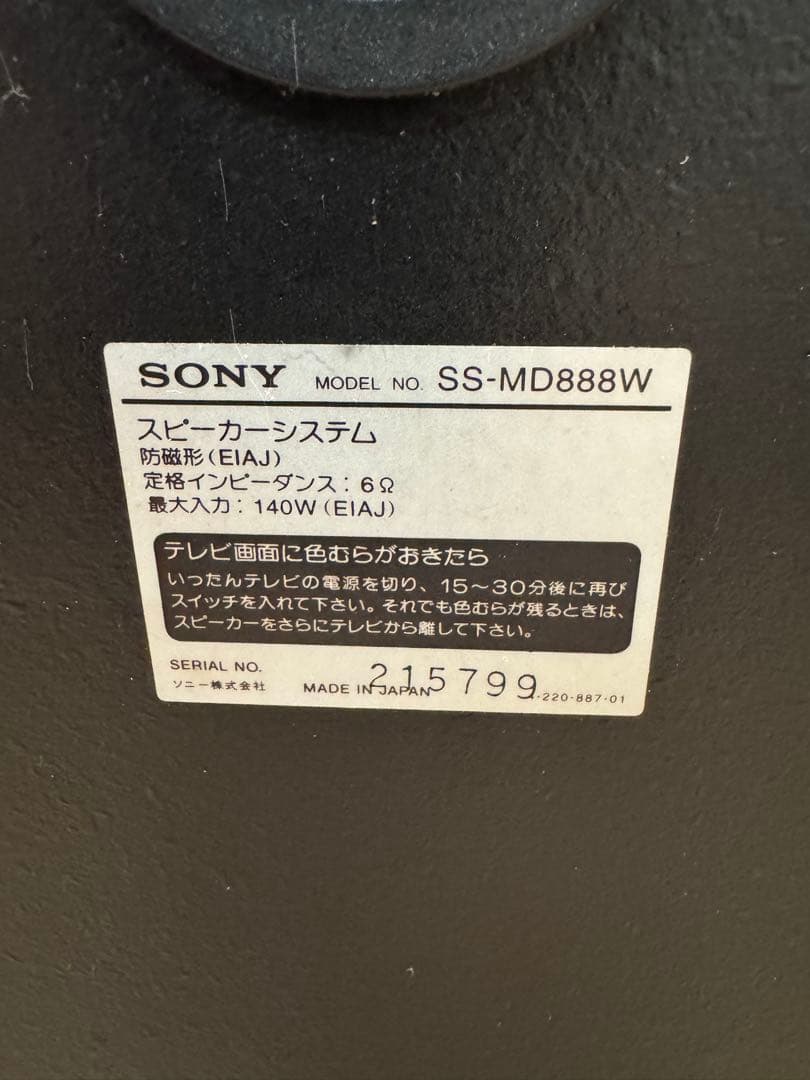 SONY MODEL NO. SS-MD888W
スピーカーシステム
防磁形(EIAJ)
定格インピーダンス：6Ω
最大入力：140W(EIAJ)
テレビ画面に色むらがおきたら
いったんテレビの電源を切り、15〜30分後に再び
スイッチを入れて下さい。それでも色むらが残るときは、
スピーカーをさらにテレビから離して下さい。
SERIAL NO. 215799
ソニー株式会社 MADE IN JAPAN -220-887-01